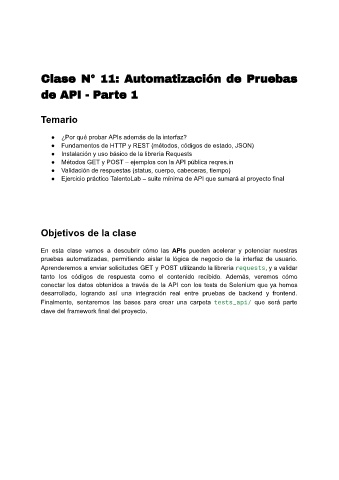 Clase N° 11: Automatización de Pruebas
de API - Parte 1
Temario
● ¿Por qué probar APIs además de la interfaz?
● Fundamentos de HTTP y REST (métodos, códigos de estado, JSON)
● Instalación y uso básico de la librería Requests
● Métodos GET y POST – ejemplos con la API pública reqres.in
● Validación de respuestas (status, cuerpo, cabeceras, tiempo)
● Ejercicio práctico TalentoLab – suite mínima de API que sumará al proyecto final
Objetivos de la clase
En esta clase vamos a descubrir cómo las APIs pueden acelerar y potenciar nuestras
pruebas automatizadas, permitiendo aislar la lógica de negocio de la interfaz de usuario.
Aprenderemos a enviar solicitudes GET y POST utilizando la librería requests, y a validar
tanto los códigos de respuesta como el contenido recibido. Además, veremos cómo
conectar los datos obtenidos a través de la API con los tests de Selenium que ya hemos
desarrollado, logrando así una integración real entre pruebas de backend y frontend.
Finalmente, sentaremos las bases para crear una carpeta tests_api/ que será parte
clave del framework final del proyecto.